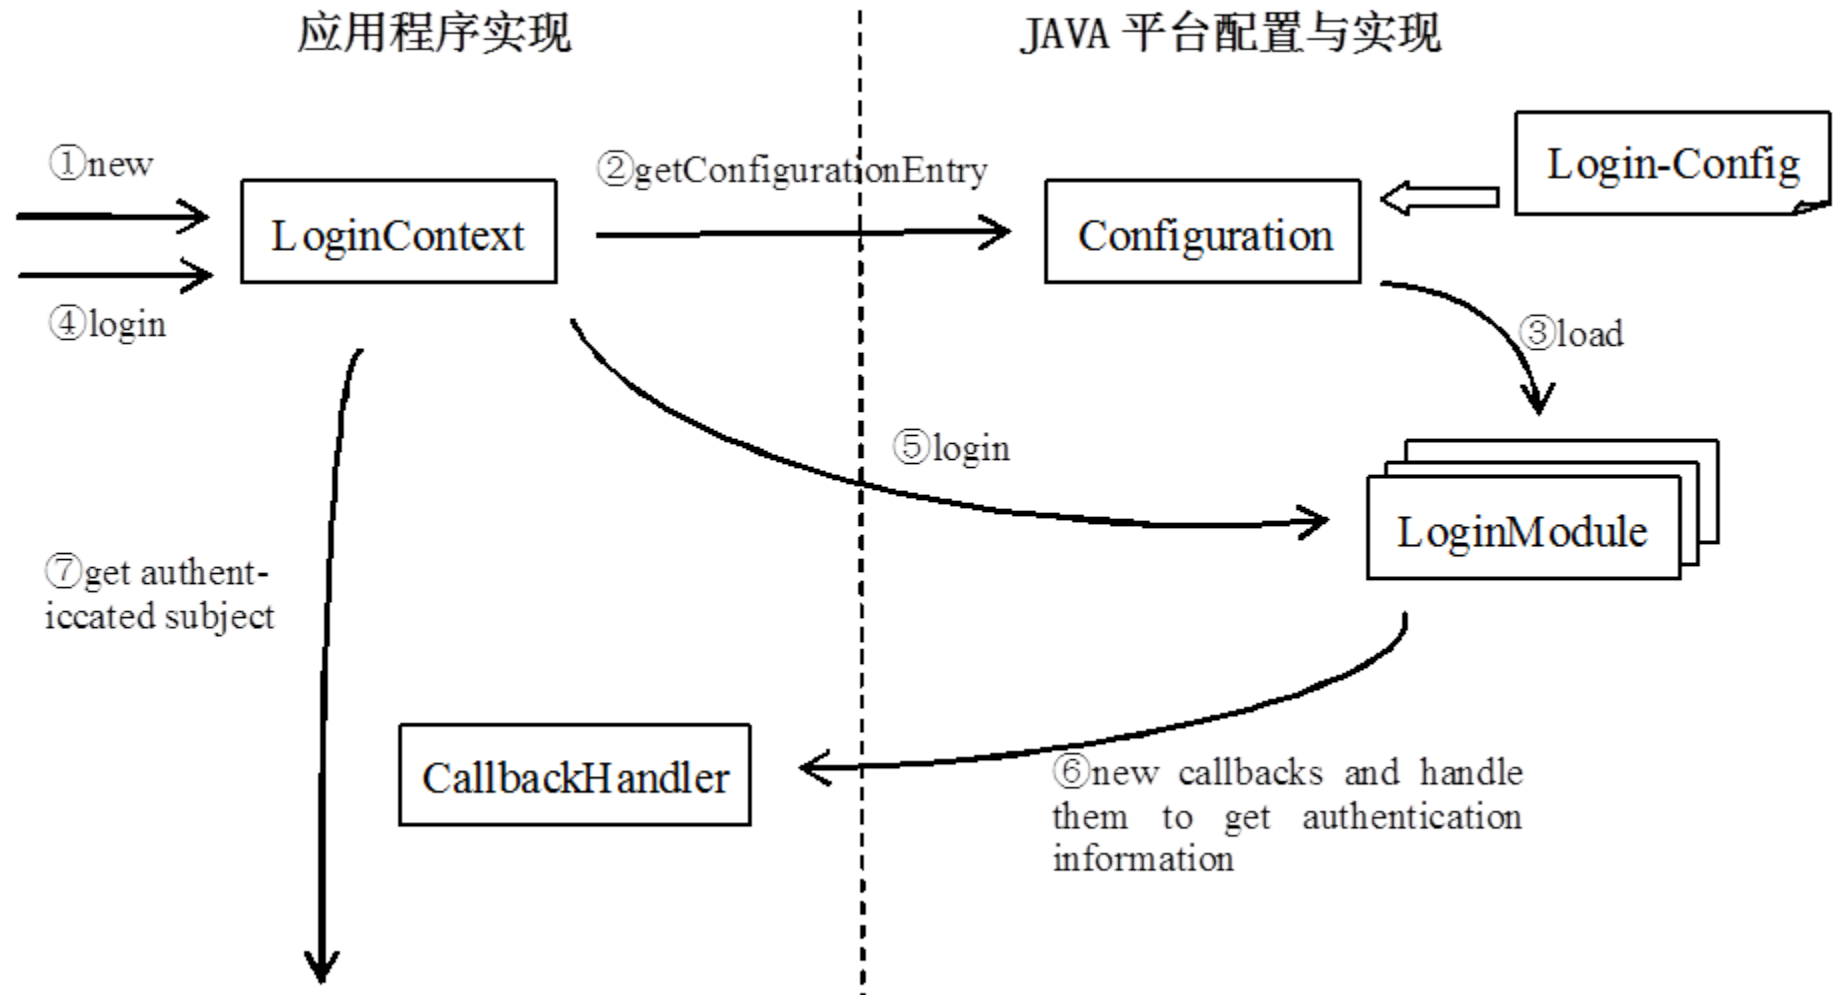 应用程序实现
JAVA 平台配置与实现
①new
②getConfigurationEntry
Login-Config
LoginContext
Configuration
④login
③load
⑤login
LoginModule
⑦get authent-
iccated subject
CallbackHandler
⑥new callbacks and handle
them to get authentication
information